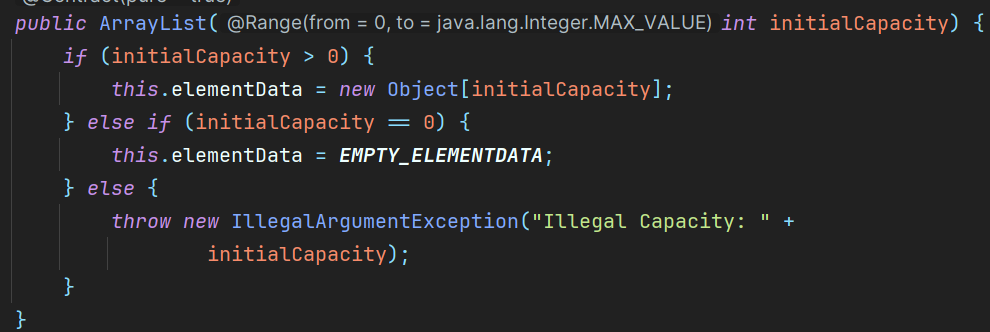 @Contract(pure = true)
public ArrayList( @Range(from = 0, to = java.lang.Integer.MAX_VALUE) int initialCapacity) {
if (initialCapacity > 0) {
this.elementData = new Object[initialCapacity];
} else if (initialCapacity == 0) {
this.elementData = EMPTY_ELEMENTDATA;
} else {
throw new IllegalArgumentException("Illegal Capacity: " +
initialCapacity);
}
}